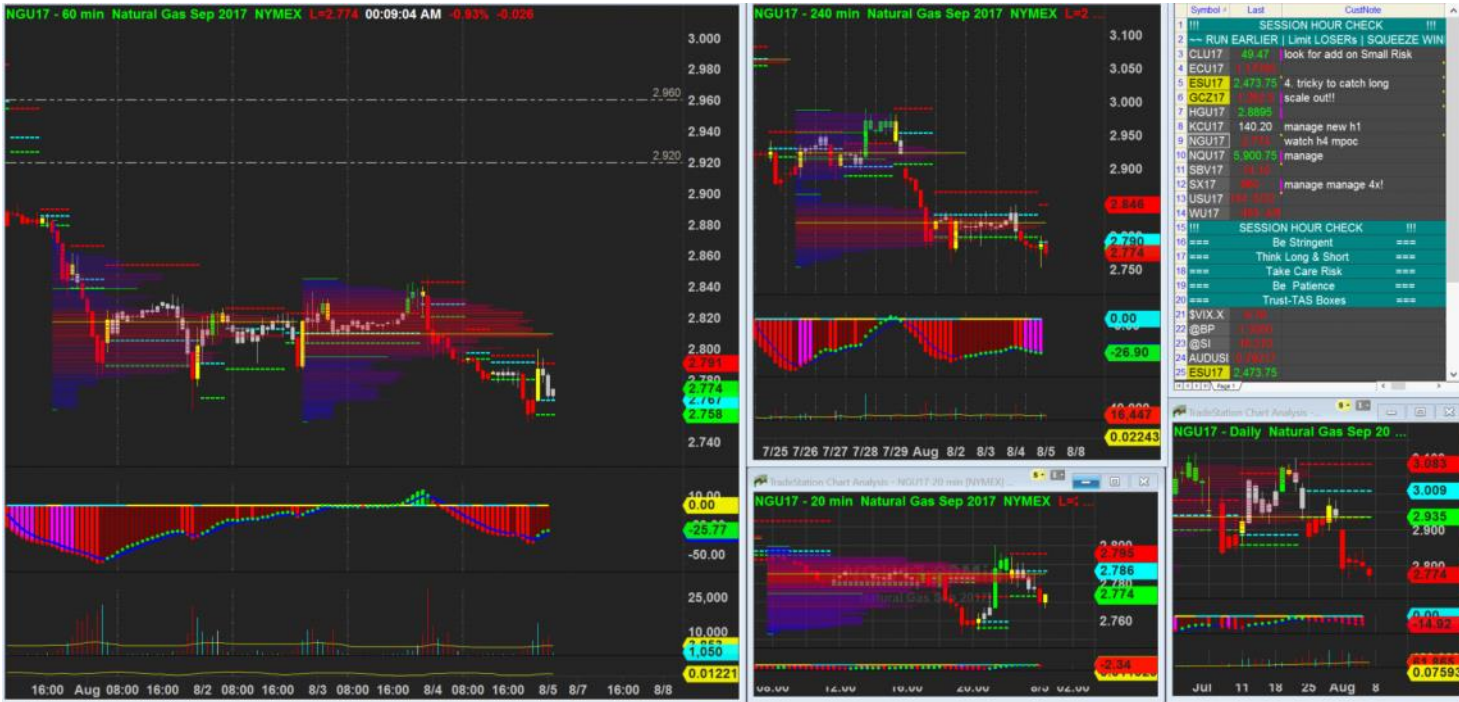 NGU17 - 60 min Natural Gas Sep 2017 NYMEX L=2.774 00:09:04 AM -0.93% -0.026
3.000
2.980
2.960
2.960
2.940
2.920
2.920
2.900
2.880
2.860
2.840
2.820
2.800
2.791
2.774
2.767
2.758
2.740
0.00
-25.77
-50.00
25,000
10,000
1,050
0.01221
16:00 Aug 08:00 16:00 8/2 08:00 16:00 8/3 08:00 16:00 8/4 08:00 16:00 8/5 8/7 16:00 8/8
NGU17 - 240 min Natural Gas Sep 2017 NYMEX L=2 ...
3.100
3.050
3.000
2.950
2.900
2.846
2.790
2.774
2.750
0.00
-26.90
16,447
0.02243
7/25 7/26 7/27 7/28 7/29 Aug 8/2 8/3 8/4 8/5 8/8
TradeStation Chart Analysis - NGU17 20 min [NYMEX] ...
NGU17 - 20 min Natural Gas Sep 2017 NYMEX L=2 ...
2.795
2.786
2.780
2.774
2.760
-2.34
08:00 12:00 16:00 20:00 8/5 02:00
Symbol Last CustNote
1 !!! SESSION HOUR CHECK !!!
2 ~~ RUN EARLIER | Limit LOSERs | SQUEEZE WIN
3 CLU17 49.47 look for add on Small Risk
4 ECU17
5 ESU17 2,473.75 4. tricky to catch long
6 GCZ17 scale out!!
7 HGU17 2.8895
8 KCU17 140.20 manage new h1
9 NGU17 2.774 watch h4 mpoc
10 NQU17 5,900.75 manage
11 SBV17
12 SX17 manage manage 4x!
13 USU17
14 WU17
15 !!! SESSION HOUR CHECK !!!
16 === Be Stringent ===
17 === Think Long & Short ===
18 === Take Care Risk ===
19 === Be Patience ===
20 === Trust-TAS Boxes ===
21 $VIX.X
22 @BP
23 @SI
24 AUDUSI
25 ESU17 2,473.75
Page 1
TradeStation Chart Analysis - ...
NGU17 - Daily Natural Gas Sep 20 ...
3.083
3.009
2.935
2.900
2.774
0.00
-14.92
61,865
0.07593
Jul 11 18 25 Aug 8